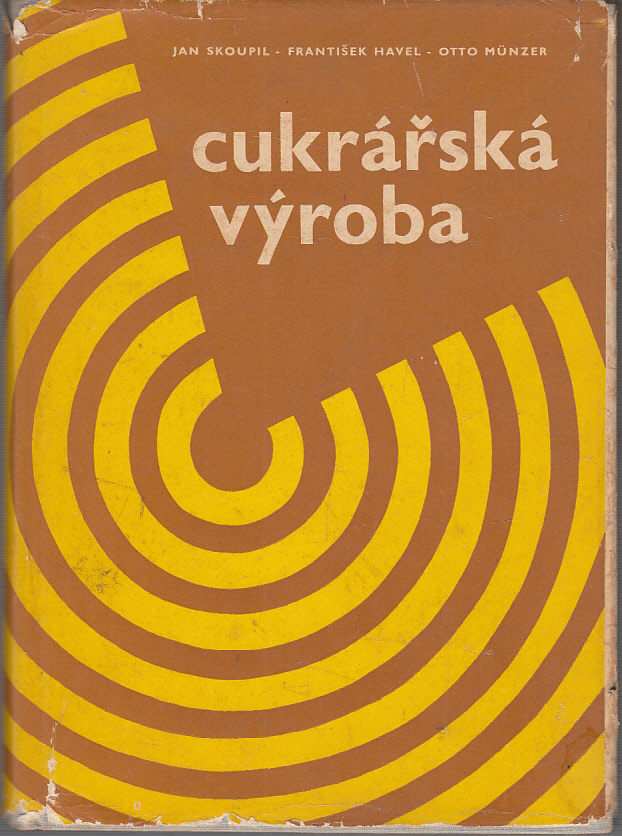 JAN SKOUPIL - FRANTIŠEK HAVEL - OTTO MÜNZER
cukrářská
výroba